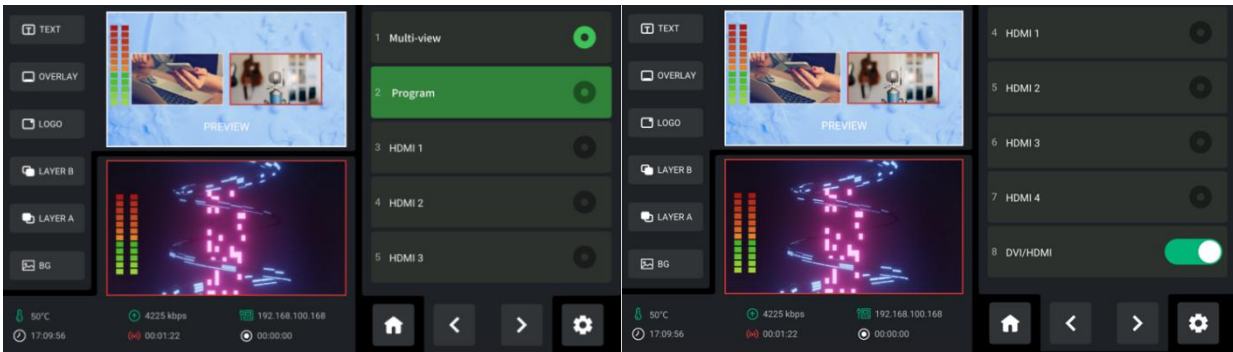 TEXT
OVERLAY
LOGO
LAYER B
LAYER A
BG
PREVIEW
50°C
4225 kbps
192.168.100.168
17:09:56
00:01:22
00:00:00
1 Multi-view
2 Program
3 HDMI 1
4 HDMI 2
5 HDMI 3
TEXT
OVERLAY
LOGO
LAYER B
LAYER A
BG
PREVIEW
50°C
4225 kbps
192.168.100.168
17:09:56
00:01:22
00:00:00
4 HDMI 1
5 HDMI 2
6 HDMI 3
7 HDMI 4
8 DVI/HDMI